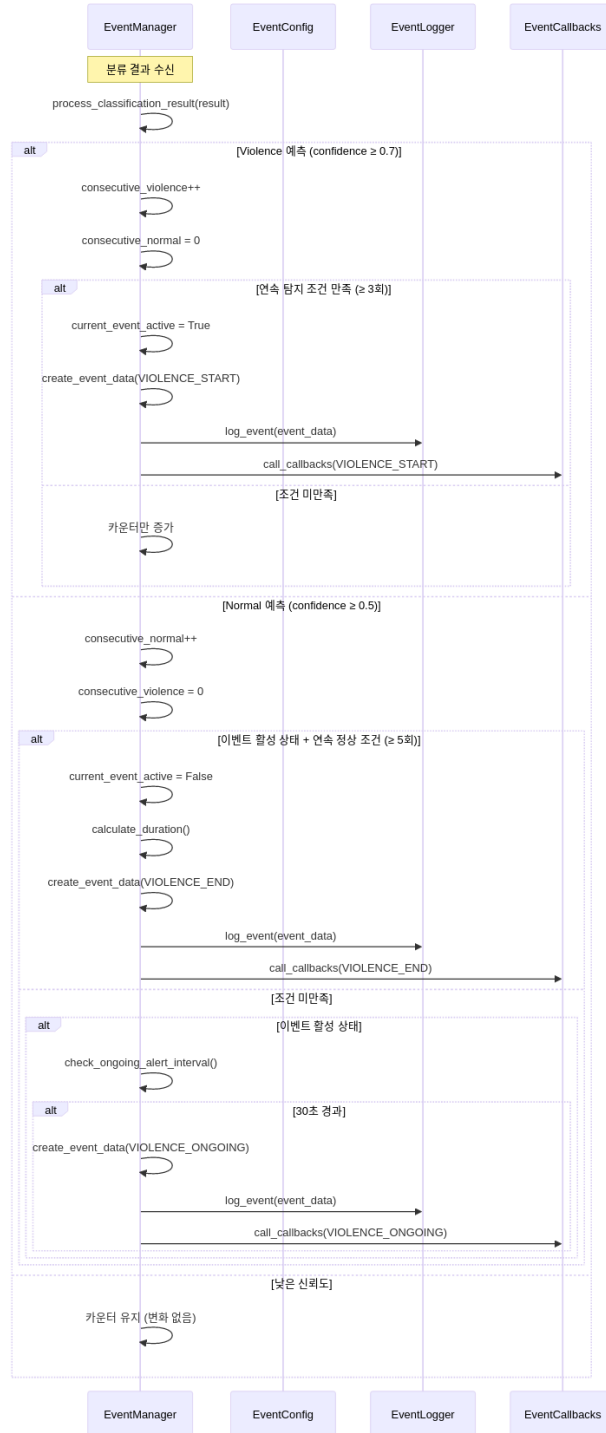 EventManager
EventConfig
EventLogger
EventCallbacks
분류 결과 수신
process_classification_result(result)
alt
[Violence 예측 (confidence ≥ 0.7)]
consecutive_violence++
consecutive_normal = 0
alt
[연속 탐지 조건 만족 (≥ 3회)]
current_event_active = True
create_event_data(VIOLENCE_START)
log_event(event_data)
call_callbacks(VIOLENCE_START)
[조건 미만족]
카운터만 증가
[Normal 예측 (confidence ≥ 0.5)]
consecutive_normal++
consecutive_violence = 0
alt
[이벤트 활성 상태 + 연속 정상 조건 (≥ 5회)]
current_event_active = False
calculate_duration()
create_event_data(VIOLENCE_END)
log_event(event_data)
call_callbacks(VIOLENCE_END)
[조건 미만족]
alt
[이벤트 활성 상태]
check_ongoing_alert_interval()
alt
[30초 경과]
create_event_data(VIOLENCE_ONGOING)
log_event(event_data)
call_callbacks(VIOLENCE_ONGOING)
[낮은 신뢰도]
카운터 유지 (변화 없음)
EventManager
EventConfig
EventLogger
EventCallbacks